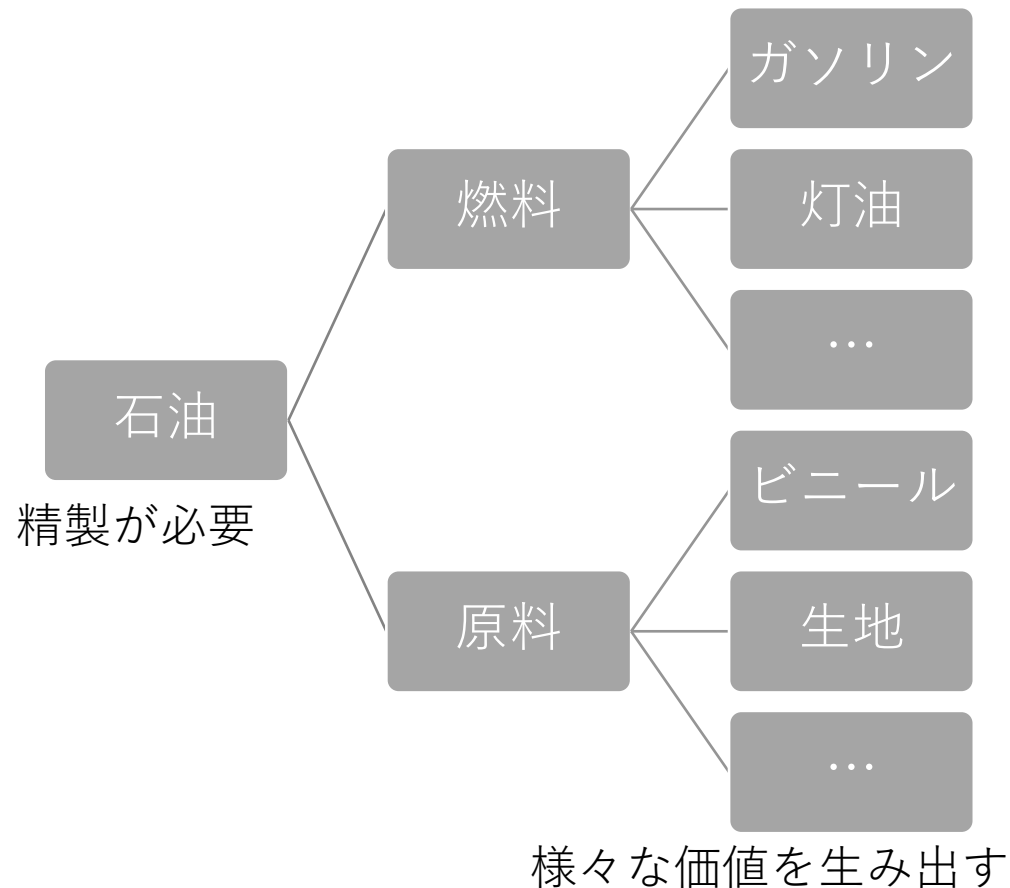 ガソリン
燃料
灯油
…
石油
精製が必要
ビニール
原料
生地
…
様々な価値を生み出す